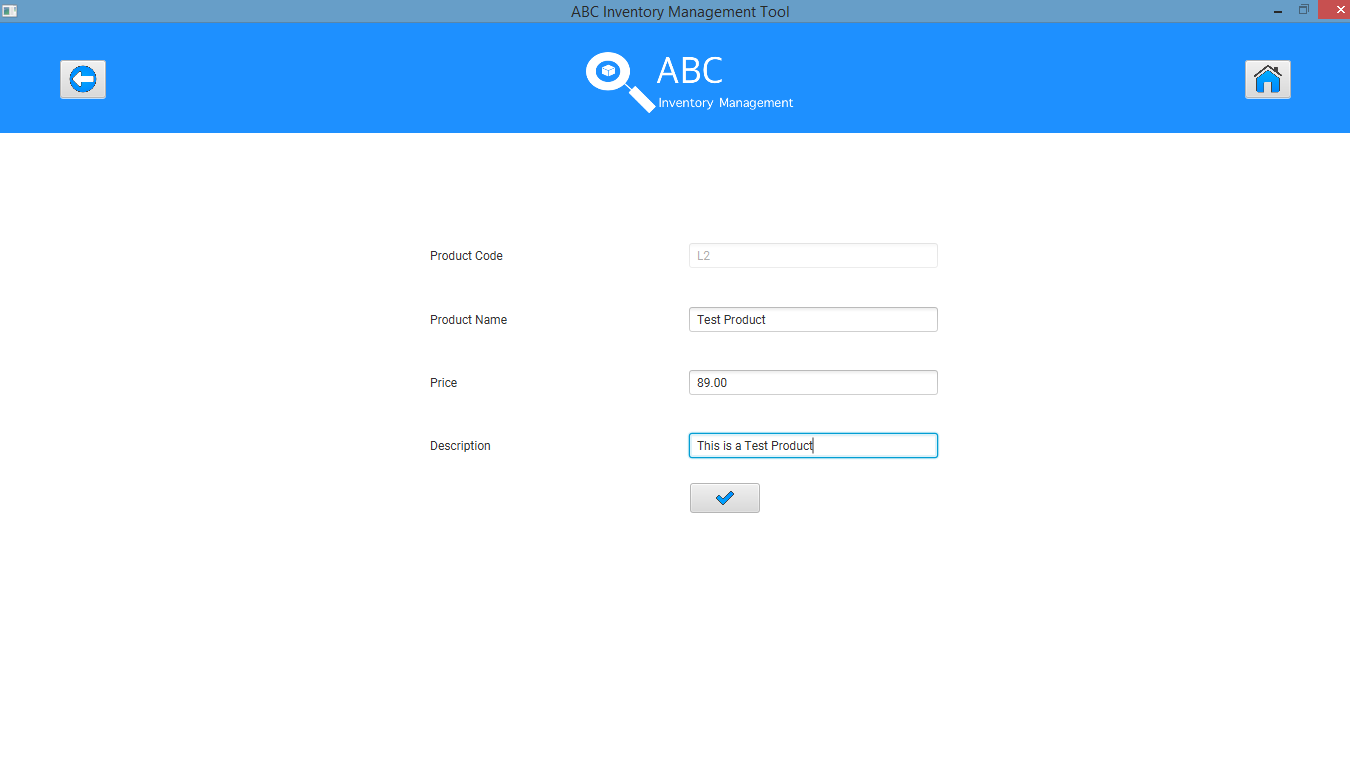 ABC Inventory Management Tool
ABC
Inventory Management
Product Code L2
Product Name Test Product
Price 89.00
Description This is a Test Product